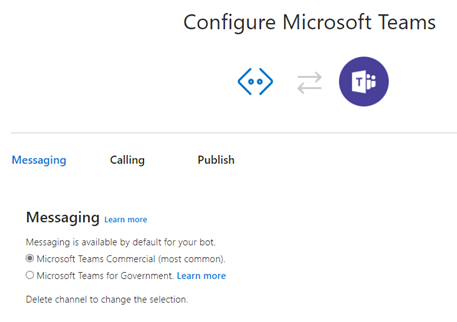 Configure Microsoft Teams
T
Messaging Calling Publish
Messaging Learn more
Messaging is available by default for your bot.
Microsoft Teams Commercial (most common).
Microsoft Teams for Government. Learn more
Delete channel to change the selection.